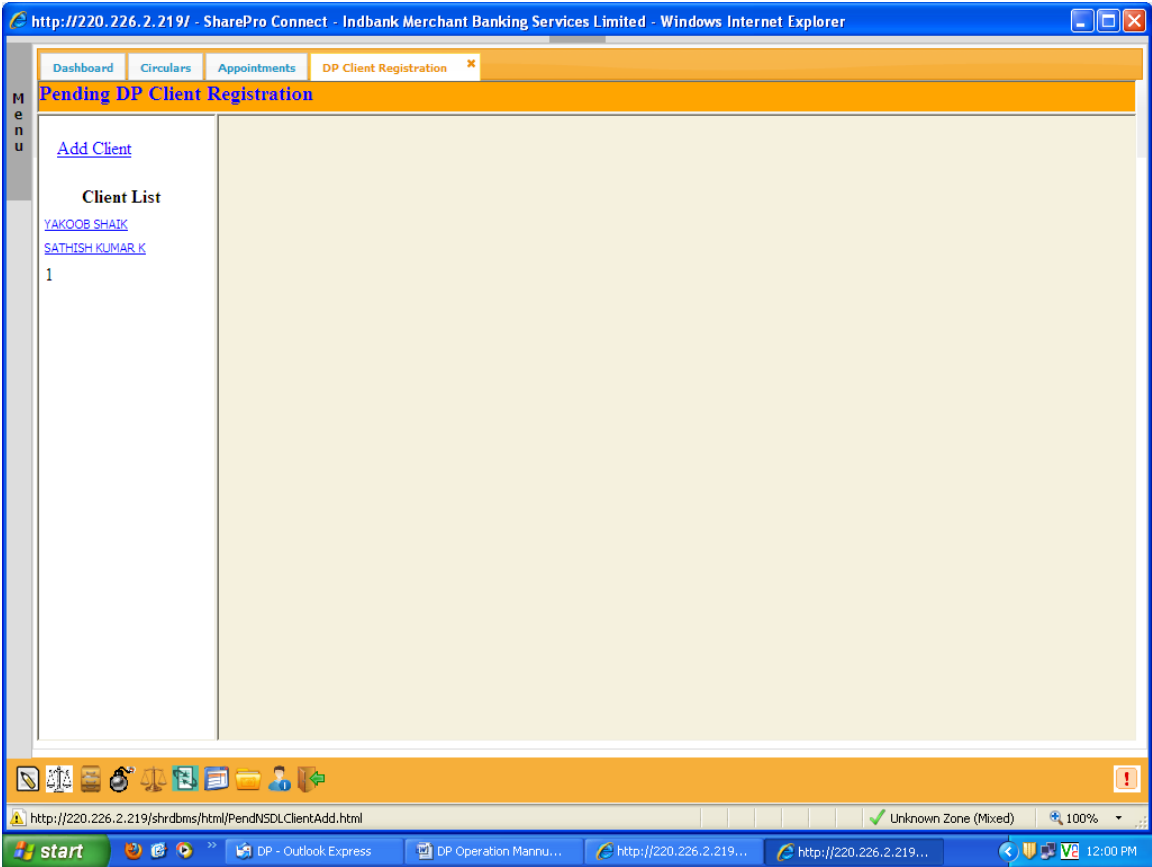 http://220.226.2.219/ - SharePro Connect - Indbank Merchant Banking Services Limited - Windows Internet Explorer
Dashboard Circulars Appointments DP Client Registration
Menu
Pending DP Client Registration
Add Client
Client List
YAKOOB SHAIK
SATHISH KUMAR K
1
http://220.226.2.219/shrdbms/html/PendNSDLClientAdd.html Unknown Zone (Mixed) 100%
start DP - Outlook Express DP Operation Mannu... http://220.226.2.219... http://220.226.2.219... 12:00 PM